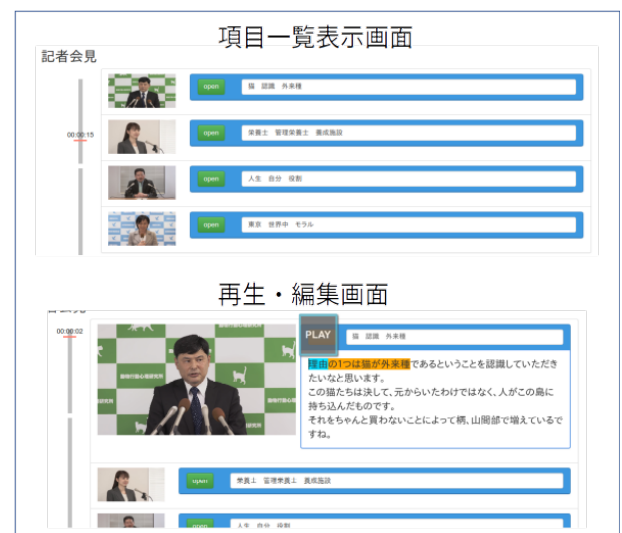 項目一覧表示画面
記者会見
open 猫 認識 外来種
00:00:15
open 栄養士 管理栄養士 養成施設
open 人生 自分 役割
open 東京 世界中 モラル
再生・編集画面
00:00:02
PLAY 猫 認識 外来種
理由の1つは猫が外来種であるということを認識していただき
たいなと思います。
この猫たちは決して、元からいたわけではなく、人がこの島に
持ち込んだものです。
それをちゃんと買わないことによって柄、山間部で増えているで
すね。
open 栄養士 管理栄養士 養成施設
open 人生 自分 役割